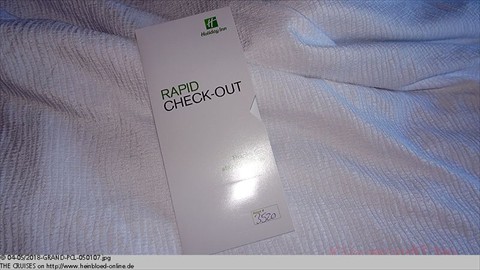 Holiday Inn
RAPID
CHECK-OUT
3520
© 04-05/2018-GRAND-PCL-050107.jpg
THE CRUISES on http://www.heinbloed-online.de